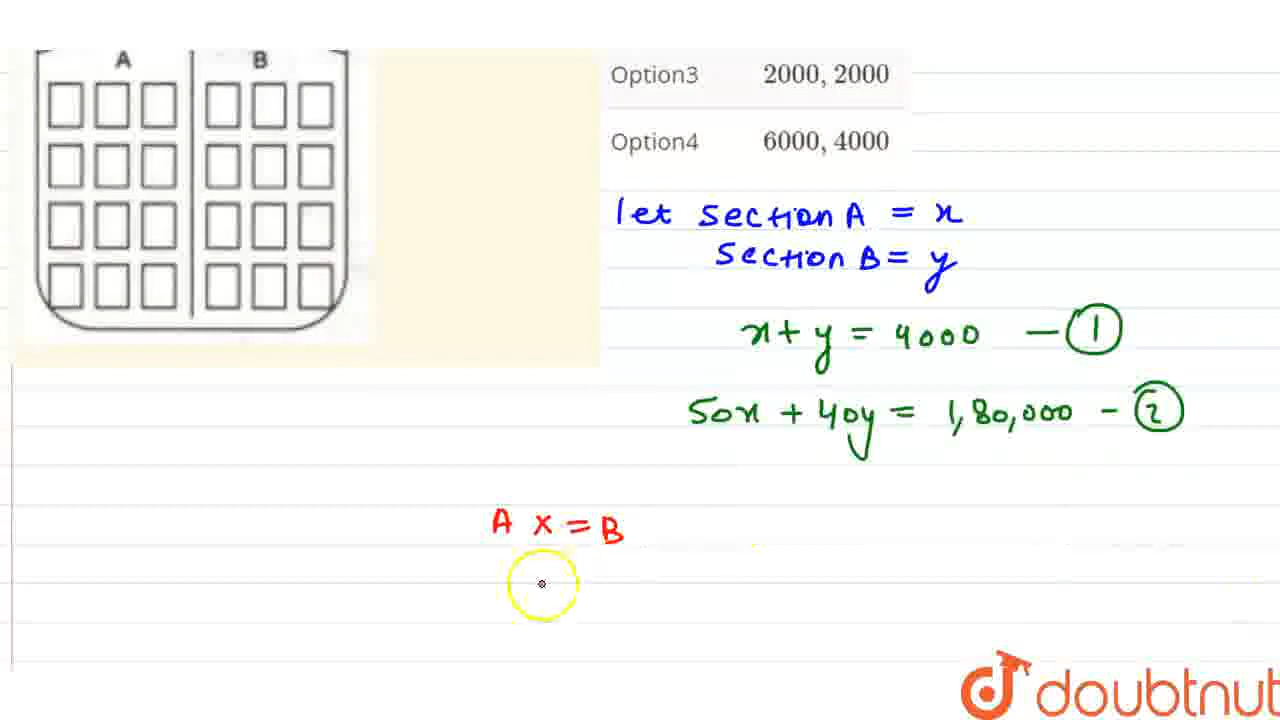 A B
Option3 2000, 2000
Option4 6000, 4000
let section A = x
section B = y
x + y = 4000 — 1
50x + 40y = 1,80,000 - 2
A x = B
doubtnut